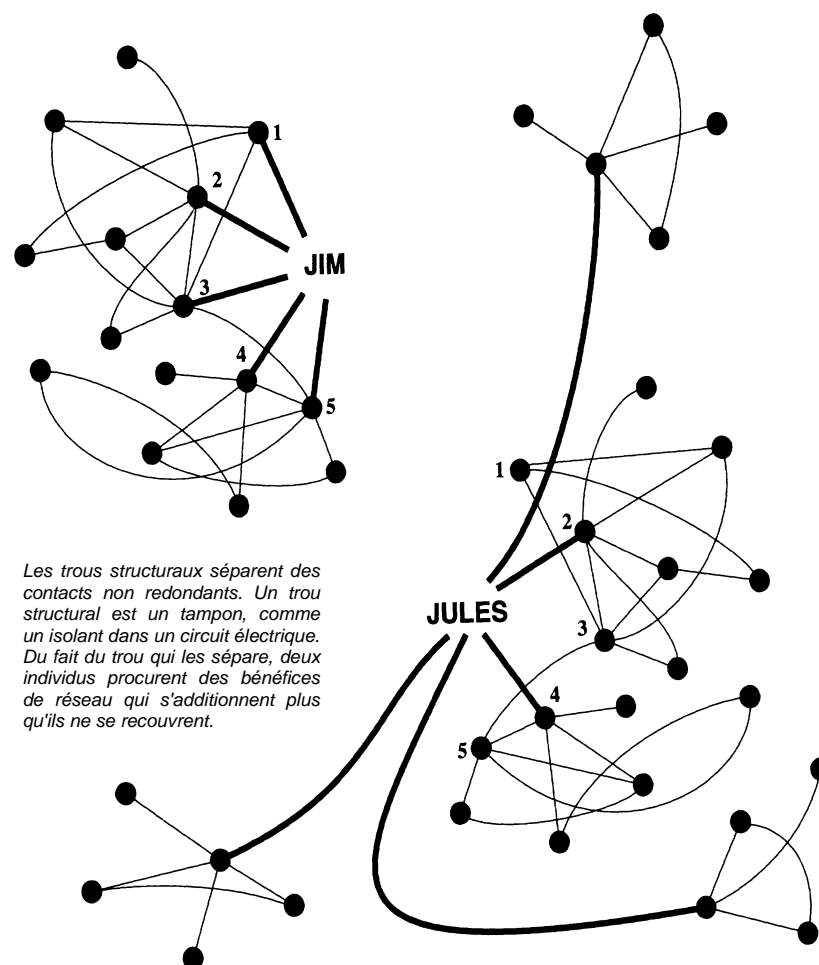 1
2
JIM
3
4
5
Les trous structuraux séparent des
contacts non redondants. Un trou
structural est un tampon, comme
un isolant dans un circuit électrique.
Du fait du trou qui les sépare, deux
individus procurent des bénéfices
de réseau qui s'additionnent plus
qu'ils ne se recouvrent.
1
2
JULES
3
4
5